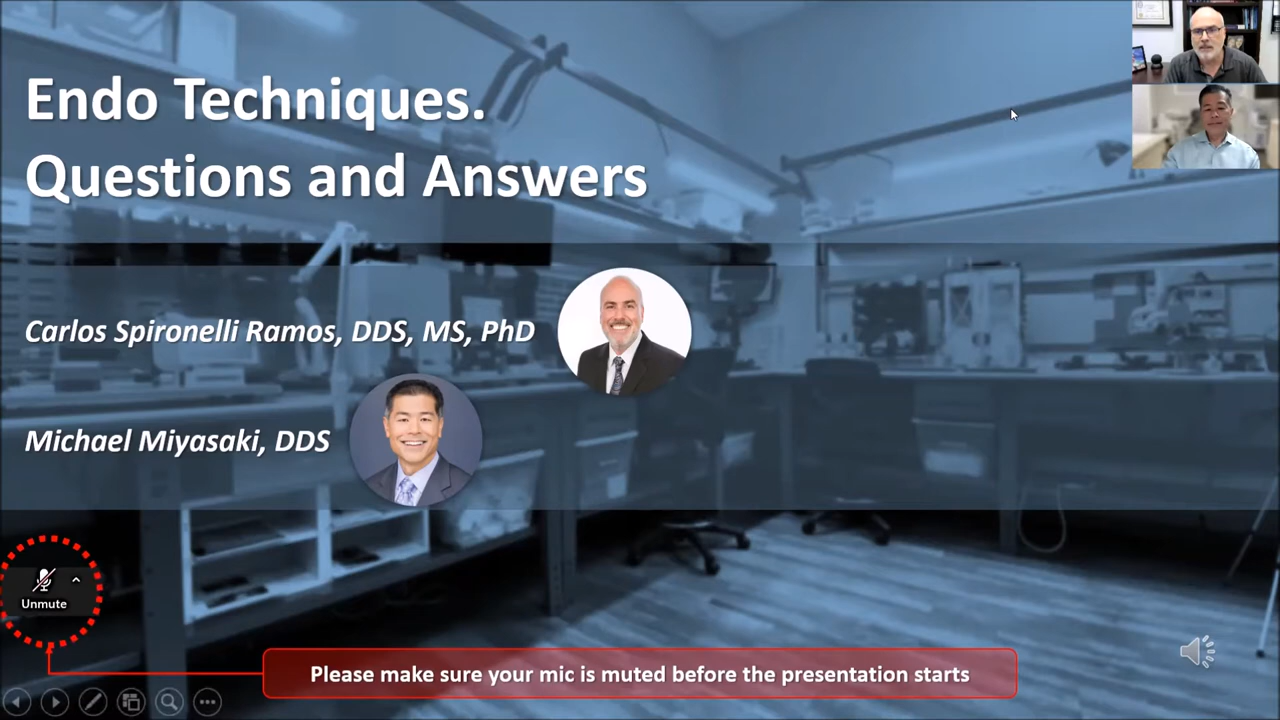 Endo Techniques.
Questions and Answers
Carlos Spironelli Ramos, DDS, MS, PhD
Michael Miyasaki, DDS
Unmute
Please make sure your mic is muted before the presentation starts